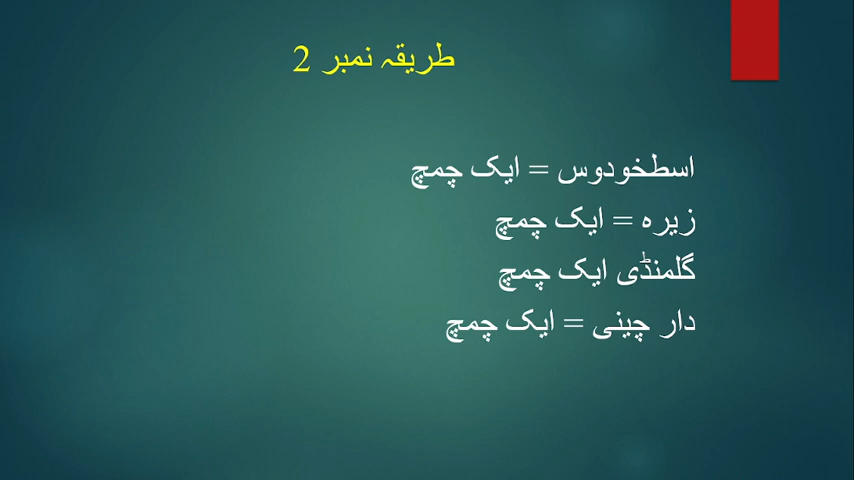 طریقہ نمبر 2
اسطخودوس = ایک چمچ
زیرہ = ایک چمچ
گلمنڈی ایک چمچ
دار چینی = ایک چمچ